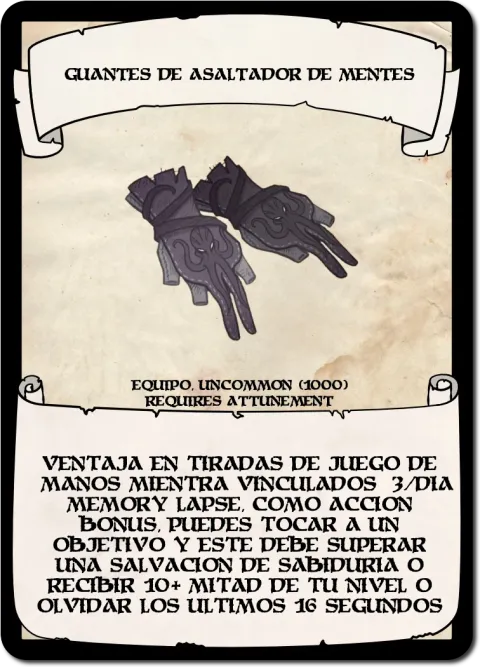 GUANTES DE ASALTADOR DE MENTES
EQUIPO, UNCOMMON (1000)
REQUIRES ATTUNEMENT
VENTAJA EN TIRADAS DE JUEGO DE
MANOS MIENTRA VINCULADOS 3/DIA
MEMORY LAPSE, COMO ACCION
BONUS, PUEDES TOCAR A UN
OBJETIVO Y ESTE DEBE SUPERAR
UNA SALVACION DE SABIDURIA O
RECIBIR 10+ MITAD DE TU NIVEL O
OLVIDAR LOS ULTIMOS 16 SEGUNDOS